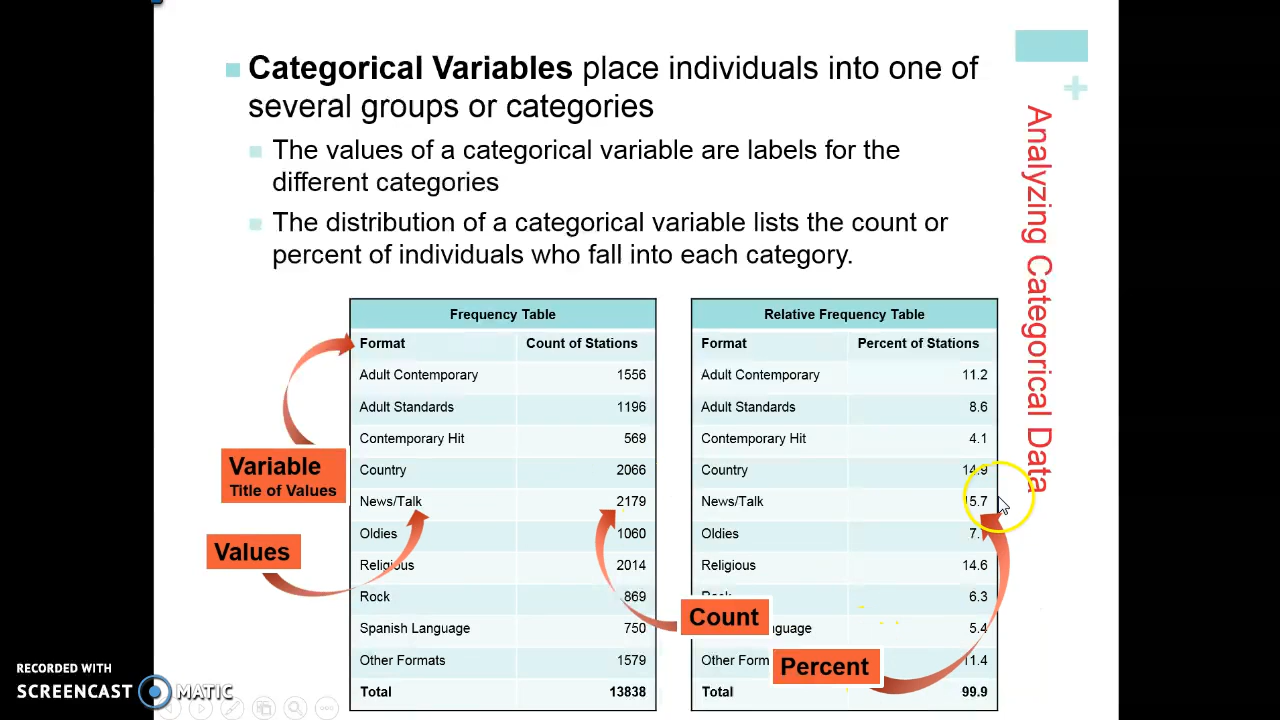 Categorical Variables place individuals into one of
several groups or categories
The values of a categorical variable are labels for the
different categories
The distribution of a categorical variable lists the count or
percent of individuals who fall into each category.
Analyzing Categorical Data
Frequency Table
Format Count of Stations
Adult Contemporary 1556
Adult Standards 1196
Contemporary Hit 569
Country 2066
News/Talk 2179
Oldies 1060
Religious 2014
Rock 869
Spanish Language 750
Other Formats 1579
Total 13838
Relative Frequency Table
Format Percent of Stations
Adult Contemporary 11.2
Adult Standards 8.6
Contemporary Hit 4.1
Country 14.9
News/Talk 15.7
Oldies 7.
Religious 14.6
6.3
5.4
Other 11.4
Total 99.9
Variable
Title of Values
Values
Count
Percent
RECORDED WITH
SCREENCAST MATIC